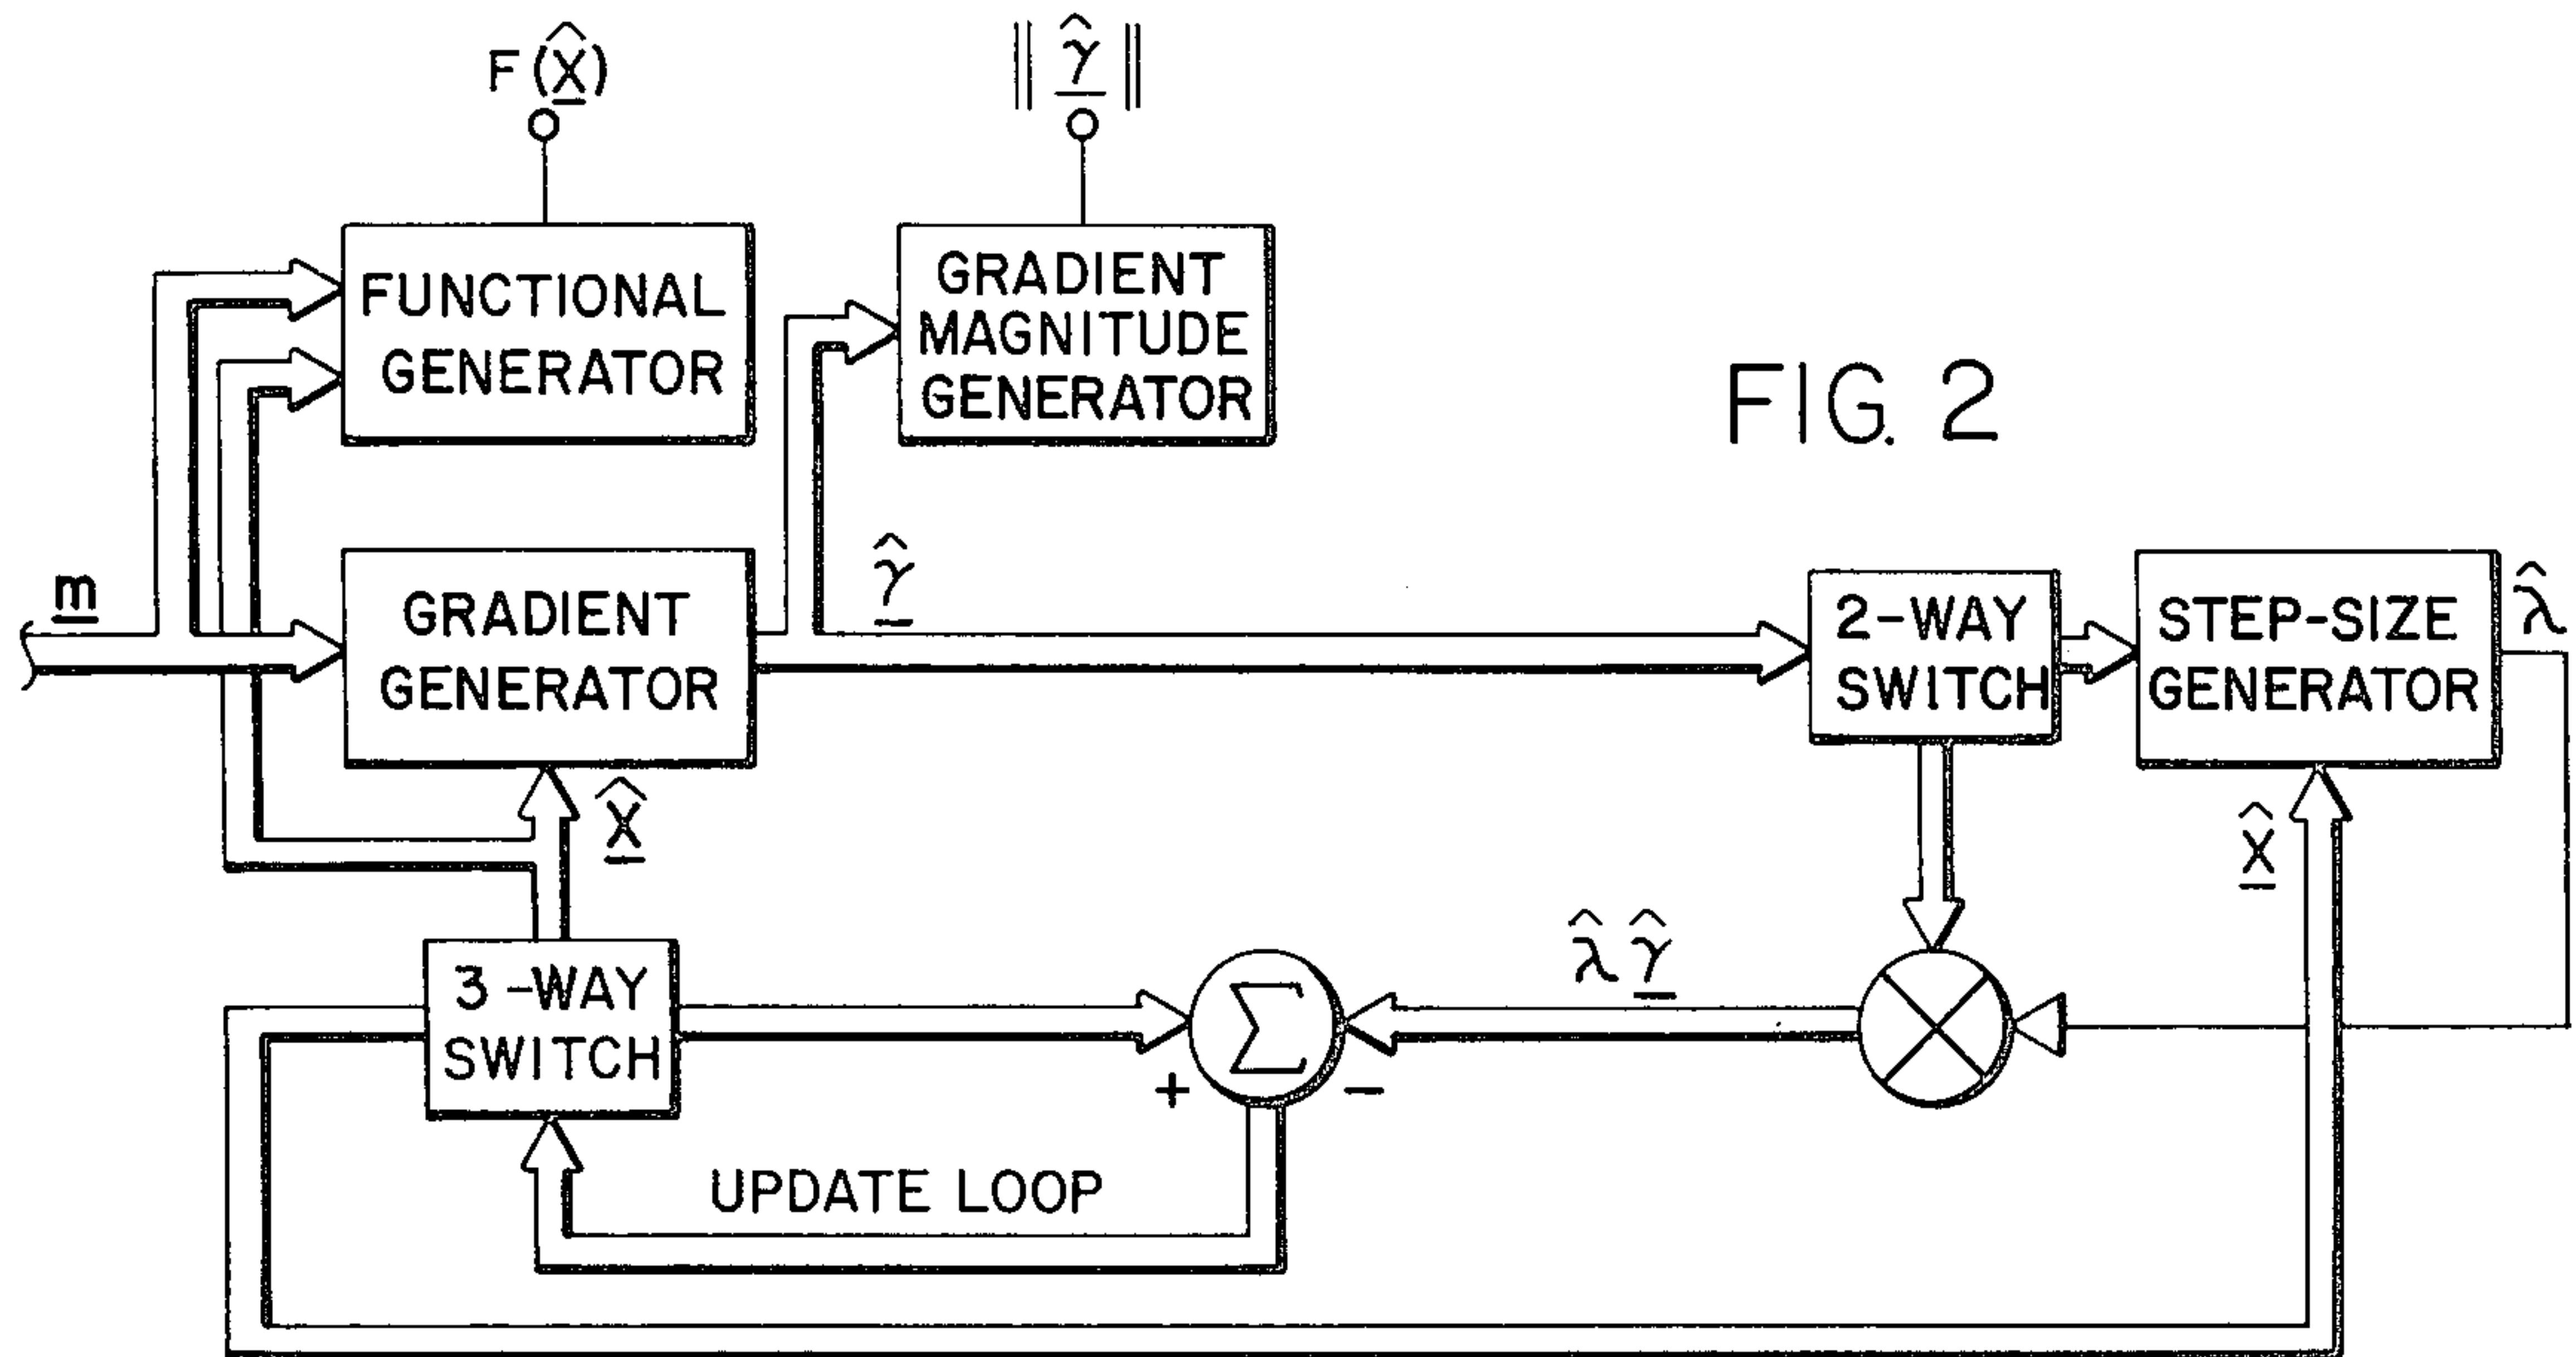 F(X̲̂)
‖ γ̲̂ ‖
FUNCTIONAL
GENERATOR
GRADIENT
MAGNITUDE
GENERATOR
FIG. 2
m̲
GRADIENT
GENERATOR
γ̲̂
2-WAY
SWITCH
STEP-SIZE
GENERATOR
λ̂
X̲̂
X̲̂
3-WAY
SWITCH
Σ
+
−
λ̂ γ̲̂
UPDATE LOOP